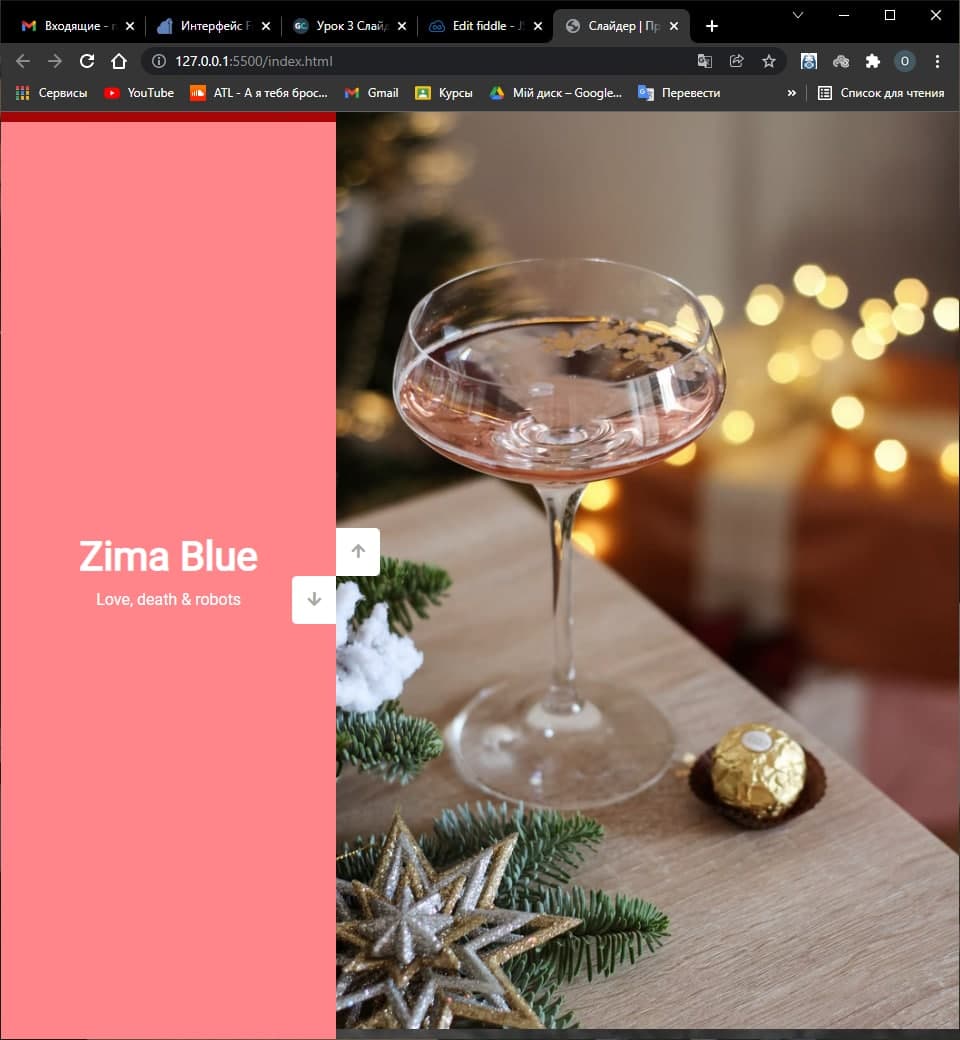 Входящие - r
Интерфейс F
Урок 3 Слайд
Edit fiddle - J
Слайдер | Пр
127.0.0.1:5500/index.html
О
Сервисы
YouTube
ATL - А я тебя брос...
Gmail
Курсы
Мій диск – Google...
Перевести
»
Список для чтения
Zima Blue
Love, death & robots